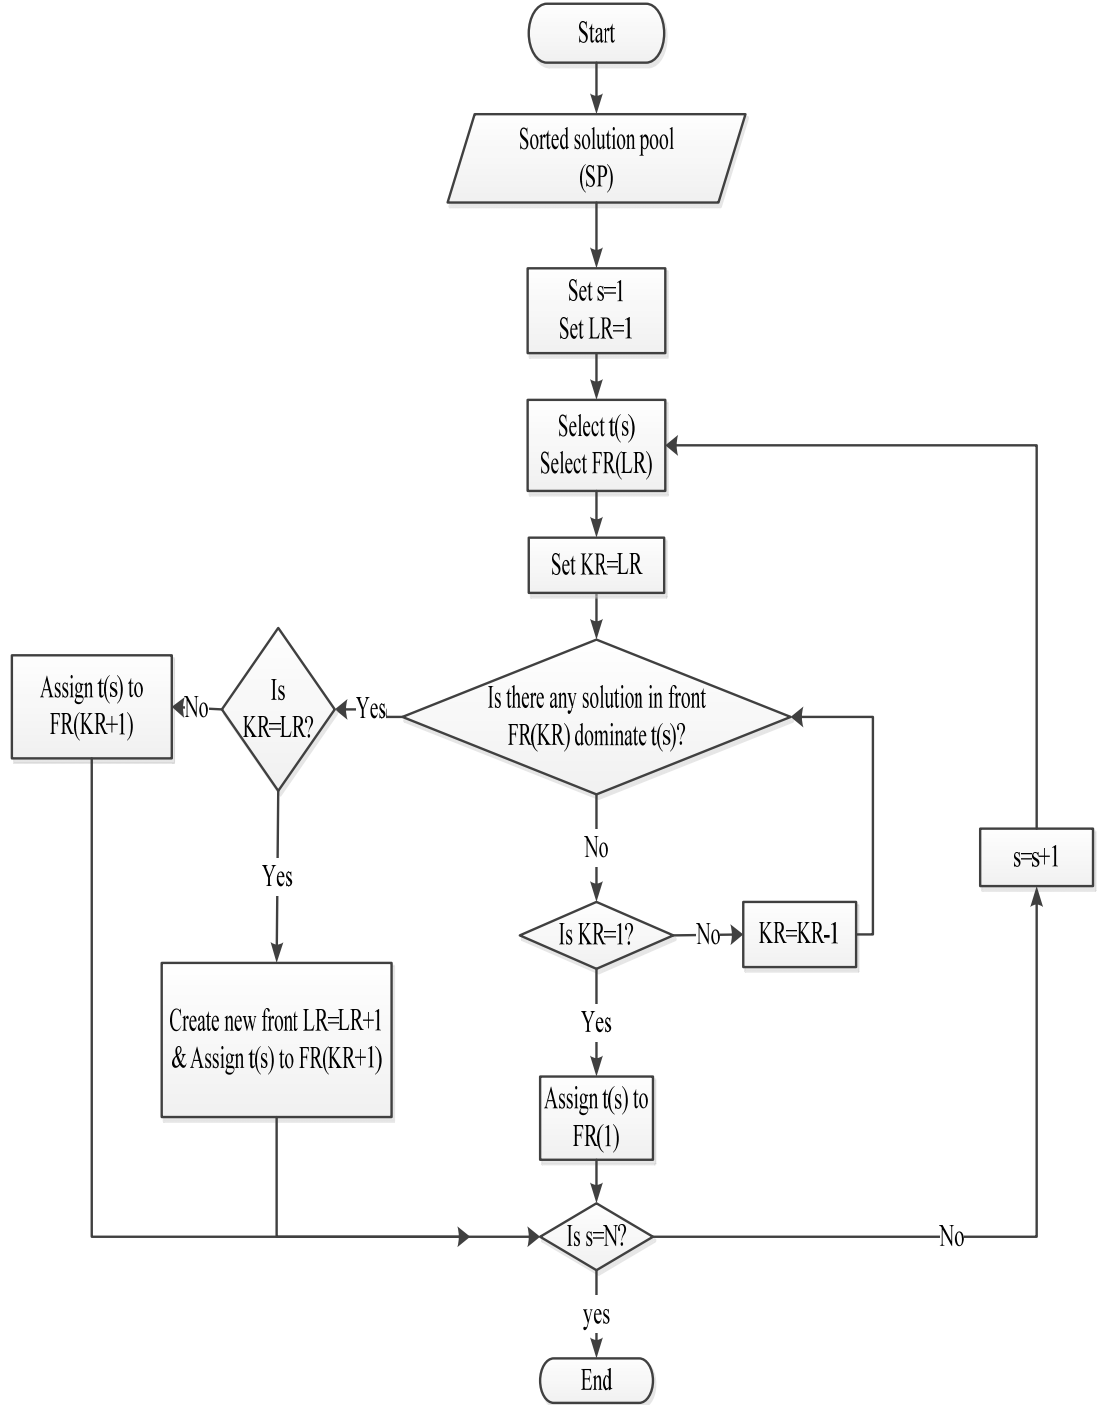 Start
Sorted solution pool
(SP)
Set s=1
Set LR=1
Select t(s)
Select FR(LR)
Set KR=LR
Is there any solution in front
FR(KR) dominate t(s)?
Yes
Is
KR=LR?
No
Assign t(s) to
FR(KR+1)
Yes
Create new front LR=LR+1
& Assign t(s) to FR(KR+1)
No
Is KR=1?
No
KR=KR-1
Yes
Assign t(s) to
FR(1)
Is s=N?
No
s=s+1
yes
End